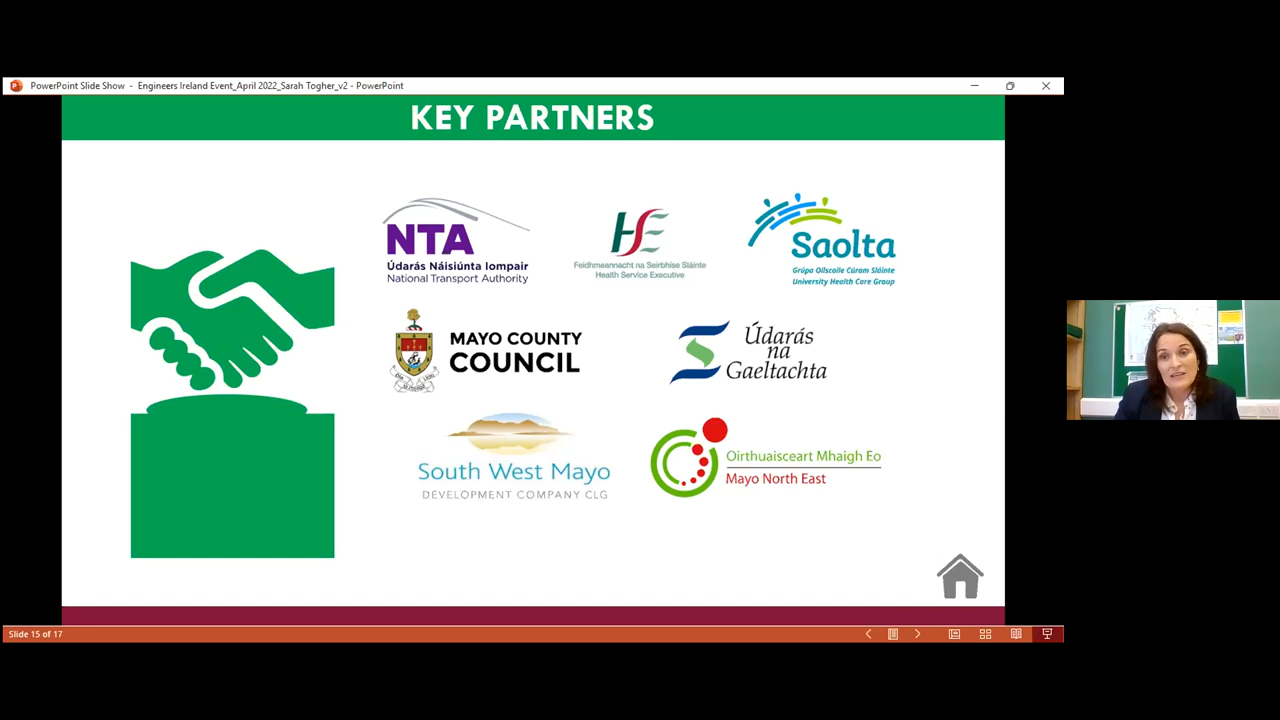 PowerPoint Slide Show - Engineers Ireland Event_April 2022_Sarah Togher_v2 - PowerPoint
KEY PARTNERS
NTA
Údarás Náisiúnta Iompair
National Transport Authority
HSE
Feidhmeannacht na Seirbhíse Sláinte
Health Service Executive
Saolta
Grúpa Ollscoile Cúram Sláinte
University Health Care Group
MAYO COUNTY
COUNCIL
Údarás
na
Gaeltachta
South West Mayo
DEVELOPMENT COMPANY CLG
Oirthuaisceart Mhaigh Eo
Mayo North East
Slide 15 of 17